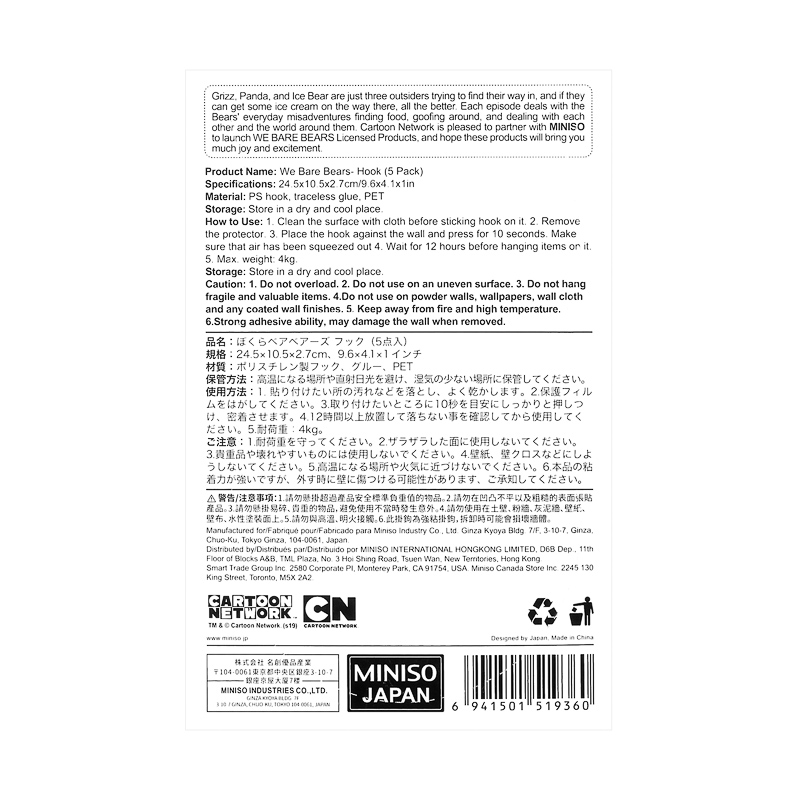 Grizz, Panda, and Ice Bear are just three outsiders trying to find their way in, and if they
can get some ice cream on the way there, all the better. Each episode deals with the
Bears' everyday misadventures finding food, goofing around, and dealing with each
other and the world around them. Cartoon Network is pleased to partner with MINISO
to launch WE BARE BEARS Licensed Products, and hope these products will bring you
much joy and excitement.
Product Name: We Bare Bears- Hook (5 Pack)
Specifications: 24.5x10.5x2.7cm/9.6x4.1x1in
Material: PS hook, traceless glue, PET
Storage: Store in a dry and cool place.
How to Use: 1. Clean the surface with cloth before sticking hook on it. 2. Remove
the protector. 3. Place the hook against the wall and press for 10 seconds. Make
sure that air has been squeezed out 4. Wait for 12 hours before hanging items on it.
5. Max. weight: 4kg.
Storage: Store in a dry and cool place.
Caution: 1. Do not overload. 2. Do not use on an uneven surface. 3. Do not hang
fragile and valuable items. 4.Do not use on powder walls, wallpapers, wall cloth
and any coated wall finishes. 5. Keep away from fire and high temperature.
6.Strong adhesive ability, may damage the wall when removed.
品名：ぼくらベアベアーズ フック（5点入）
規格：24.5×10.5×2.7cm、9.6×4.1×1インチ
材質：ポリスチレン製フック、グルー、PET
保管方法：高温になる場所や直射日光を避け、湿気の少ない場所に保管してください。
使用方法：1. 貼り付けたい所の汚れなどを落とし、よく乾かします。2.保護フィル
ムをはがしてください。3.取り付けたいところに10秒を目安にしっかりと押しつ
け、密着させます。4.12時間以上放置して落ちない事を確認してから使用してく
ださい。5.耐荷重：4kg。
ご注意：1.耐荷重を守ってください。2.ザラザラした面に使用しないてください。
3.貴重品や壊れやすいものには使用しないでください。4.壁紙、壁クロスなどにしよ
うしないてください。5.高温になる場所や火気に近づけないでください。6.本品の粘
着力が強いですが、外す時に壁に傷つける可能性があります、ご承知してください。
⚠警告/注意事項:1.請勿懸掛超過產品安全標準負重值的物品。2.請勿在凹凸不平以及粗糙的表面張貼
產品。3.請勿懸掛易碎、貴重的物品，避免使用不當時發生意外。4.請勿使用在土壁、粉牆、灰泥牆、壁紙、
壁布、水性塗裝面上。5.請勿與高溫、明火接觸。6.此掛鉤為強粘掛鉤，拆卸時可能會損壞牆體。
Manufactured for/Fabriqué pour/Fabricado para Miniso Industry Co., Ltd. Ginza Kyoya Bldg. 7/F, 3-10-7, Ginza,
Chuo-Ku, Tokyo Ginza, 104-0061, Japan.
Distributed by/Distribués par/Distribuido por MINISO INTERNATIONAL HONGKONG LIMITED, D6B Dep., 11th
Floor of Blocks A&B, TML Plaza, No. 3 Hoi Shing Road, Tsuen Wan, New Territories, Hong Kong.
Smart Trade Group Inc. 2580 Corporate Pl, Monterey Park, CA 91754, USA. Miniso Canada Store Inc. 2245 130
King Street, Toronto, M5X 2A2.
CARTOON
NETWORK
CN
CARTOON NETWORK
TM & © Cartoon Network (s19)
www.miniso.jp
Designed by Japan, Made in China
株式会社 名創優品産業
〒104-0061東京都中央区銀座3-10-7
銀座京屋大厦7樓
MINISO INDUSTRIES CO.,LTD.
GINZA KYOYA BLDG. 7F
3-10-7 GINZA, CHUO-KU, TOKYO 104-0061, JAPAN
MINISO
JAPAN
6 941501 519360